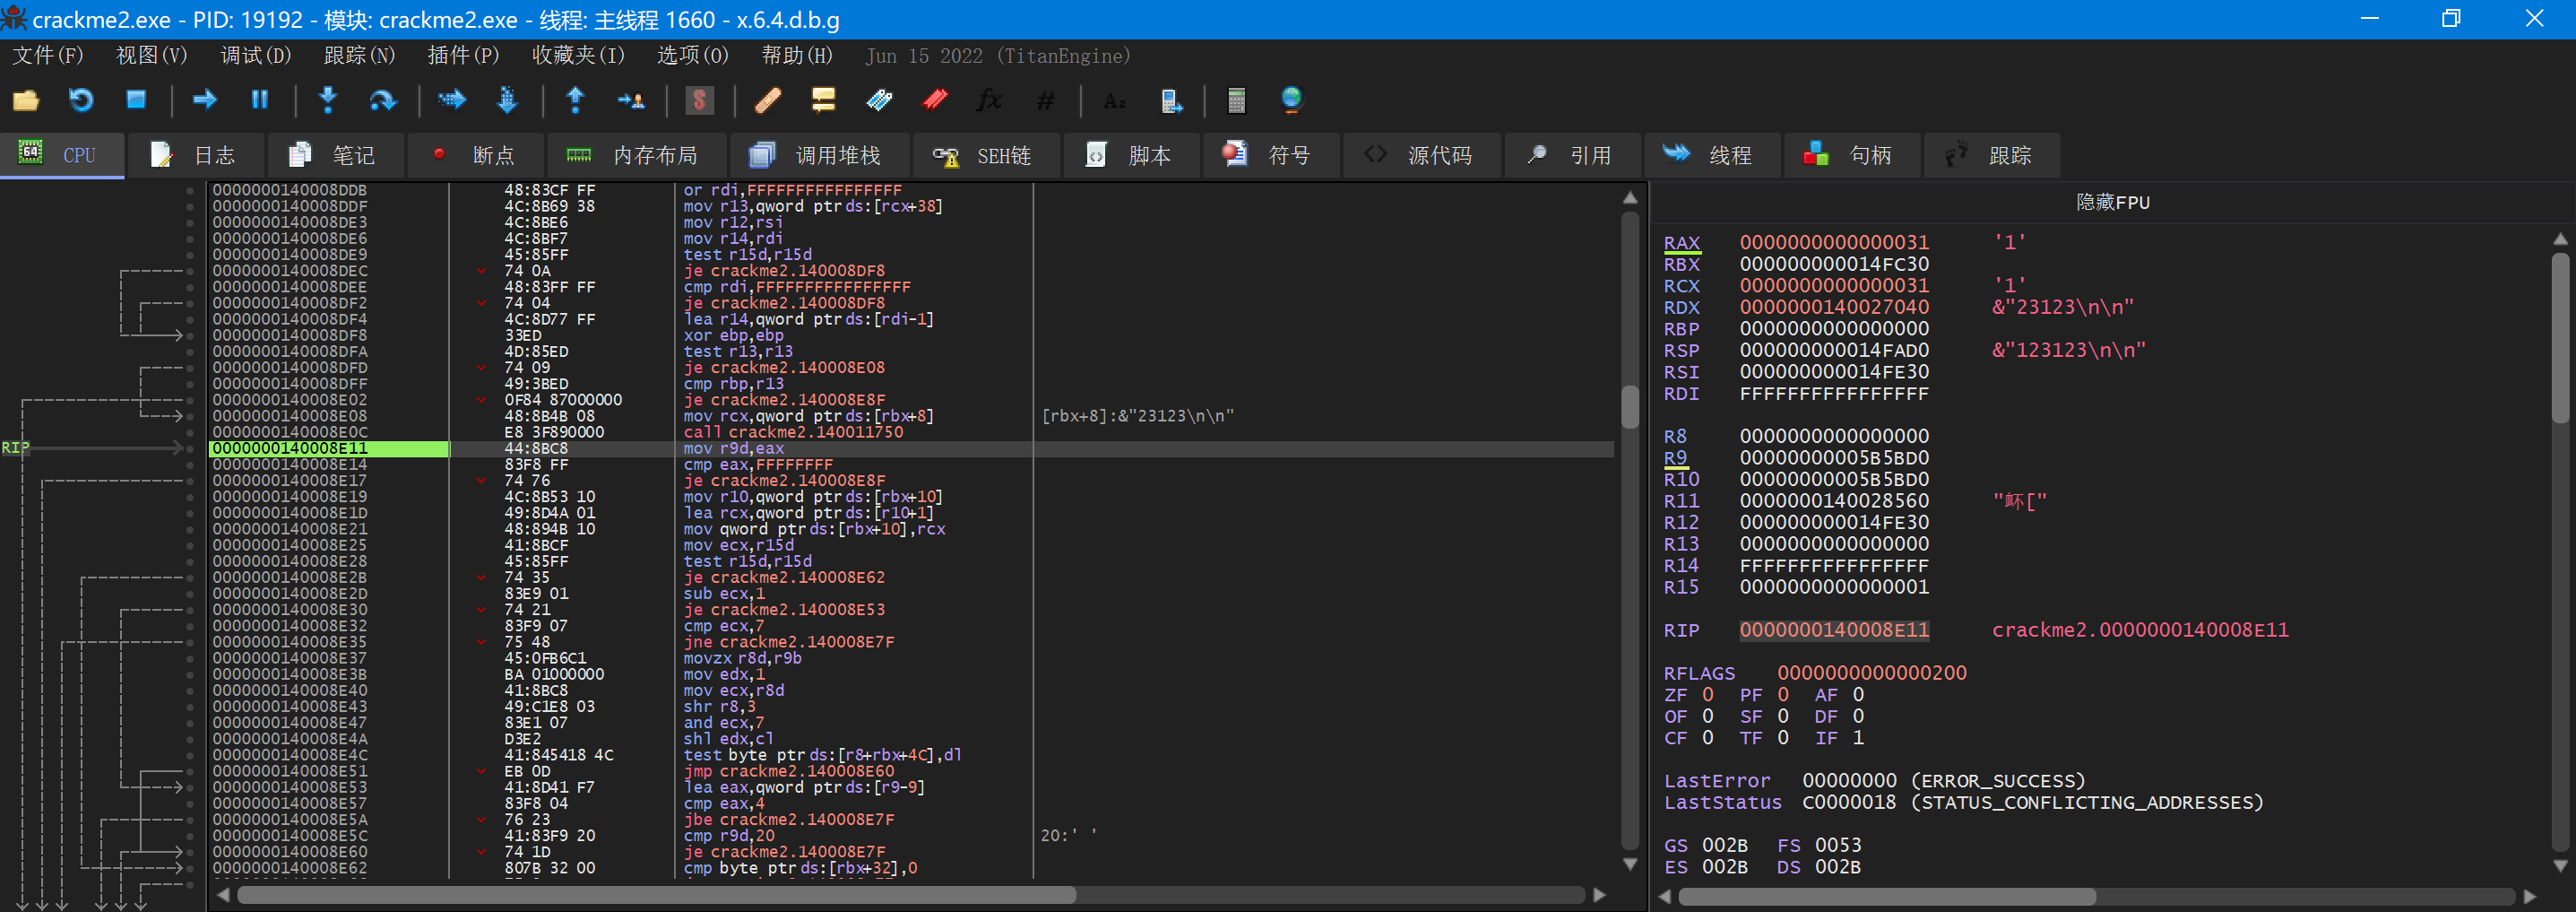 crackme2.exe - PID: 19192 - 模块: crackme2.exe - 线程: 主线程 1660 - x.6.4.d.b.g
文件(F) 视图(V) 调试(D) 跟踪(N) 插件(P) 收藏夹(I) 选项(O) 帮助(H) Jun 15 2022 (TitanEngine)
CPU 日志 笔记 断点 内存布局 调用堆栈 SEH链 脚本 符号 源代码 引用 线程 句柄 跟踪
0000000140008DDB 48:83CF FF or rdi,FFFFFFFFFFFFFFFF
0000000140008DDF 4C:8B69 38 mov r13,qword ptr ds:[rcx+38]
0000000140008DE3 4C:8BE6 mov r12,rsi
0000000140008DE6 4C:8BF7 mov r14,rdi
0000000140008DE9 45:85FF test r15d,r15d
0000000140008DEC 74 0A je crackme2.140008DF8
0000000140008DEE 48:83FF FF cmp rdi,FFFFFFFFFFFFFFFF
0000000140008DF2 74 04 je crackme2.140008DF8
0000000140008DF4 4C:8D77 FF lea r14,qword ptr ds:[rdi-1]
0000000140008DF8 33ED xor ebp,ebp
0000000140008DFA 4D:85ED test r13,r13
0000000140008DFD 74 09 je crackme2.140008E08
0000000140008DFF 49:3BED cmp rbp,r13
0000000140008E02 0F84 87000000 je crackme2.140008E8F
0000000140008E08 48:8B4B 08 mov rcx,qword ptr ds:[rbx+8] [rbx+8]:&"23123\n\n"
0000000140008E0C E8 3F890000 call crackme2.140011750
RIP 0000000140008E11 44:8BC8 mov r9d,eax
0000000140008E14 83F8 FF cmp eax,FFFFFFFF
0000000140008E17 74 76 je crackme2.140008E8F
0000000140008E19 4C:8B53 10 mov r10,qword ptr ds:[rbx+10]
0000000140008E1D 49:8D4A 01 lea rcx,qword ptr ds:[r10+1]
0000000140008E21 48:894B 10 mov qword ptr ds:[rbx+10],rcx
0000000140008E25 41:8BCF mov ecx,r15d
0000000140008E28 45:85FF test r15d,r15d
0000000140008E2B 74 35 je crackme2.140008E62
0000000140008E2D 83E9 01 sub ecx,1
0000000140008E30 74 21 je crackme2.140008E53
0000000140008E32 83F9 07 cmp ecx,7
0000000140008E35 75 48 jne crackme2.140008E7F
0000000140008E37 45:0FB6C1 movzx r8d,r9b
0000000140008E3B BA 01000000 mov edx,1
0000000140008E40 41:8BC8 mov ecx,r8d
0000000140008E43 49:C1E8 03 shr r8,3
0000000140008E47 83E1 07 and ecx,7
0000000140008E4A D3E2 shl edx,cl
0000000140008E4C 41:845418 4C test byte ptr ds:[r8+rbx+4C],dl
0000000140008E51 EB 0D jmp crackme2.140008E60
0000000140008E53 41:8D41 F7 lea eax,qword ptr ds:[r9-9]
0000000140008E57 83F8 04 cmp eax,4
0000000140008E5A 76 23 jbe crackme2.140008E7F
0000000140008E5C 41:83F9 20 cmp r9d,20 20:' '
0000000140008E60 74 1D je crackme2.140008E7F
0000000140008E62 807B 32 00 cmp byte ptr ds:[rbx+32],0
隐藏FPU
RAX 0000000000000031 '1'
RBX 000000000014FC30
RCX 0000000000000031 '1'
RDX 0000000140027040 &"23123\n\n"
RBP 0000000000000000
RSP 000000000014FAD0 &"123123\n\n"
RSI 000000000014FE30
RDI FFFFFFFFFFFFFFFF
R8 0000000000000000
R9 00000000005B5BD0
R10 00000000005B5BD0
R11 0000000140028560
R12 000000000014FE30
R13 0000000000000000
R14 FFFFFFFFFFFFFFFF
R15 0000000000000001
RIP 0000000140008E11 crackme2.0000000140008E11
RFLAGS 0000000000000200
ZF 0 PF 0 AF 0
OF 0 SF 0 DF 0
CF 0 TF 0 IF 1
LastError 00000000 (ERROR_SUCCESS)
LastStatus C0000018 (STATUS_CONFLICTING_ADDRESSES)
GS 002B FS 0053
ES 002B DS 002B